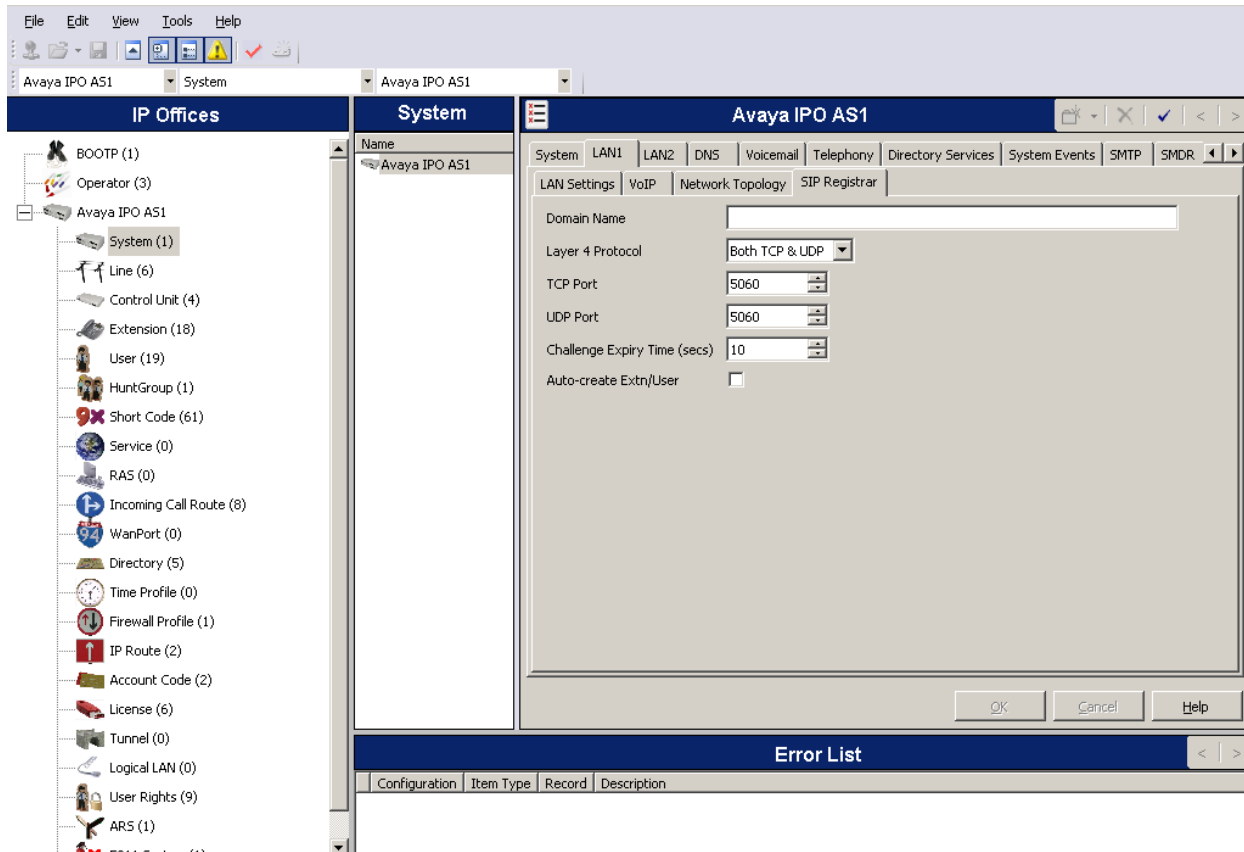 File Edit View Tools Help
Avaya IPO AS1 System Avaya IPO AS1
IP Offices
BOOTP (1)
Operator (3)
Avaya IPO AS1
System (1)
Line (6)
Control Unit (4)
Extension (18)
User (19)
HuntGroup (1)
Short Code (61)
Service (0)
RAS (0)
Incoming Call Route (8)
WanPort (0)
Directory (5)
Time Profile (0)
Firewall Profile (1)
IP Route (2)
Account Code (2)
License (6)
Tunnel (0)
Logical LAN (0)
User Rights (9)
ARS (1)
System
Name
Avaya IPO AS1
Avaya IPO AS1
System LAN1 LAN2 DNS Voicemail Telephony Directory Services System Events SMTP SMDR
LAN Settings VoIP Network Topology SIP Registrar
Domain Name
Layer 4 Protocol Both TCP & UDP
TCP Port 5060
UDP Port 5060
Challenge Expiry Time (secs) 10
Auto-create Extn/User
OK Cancel Help
Error List
Configuration Item Type Record Description